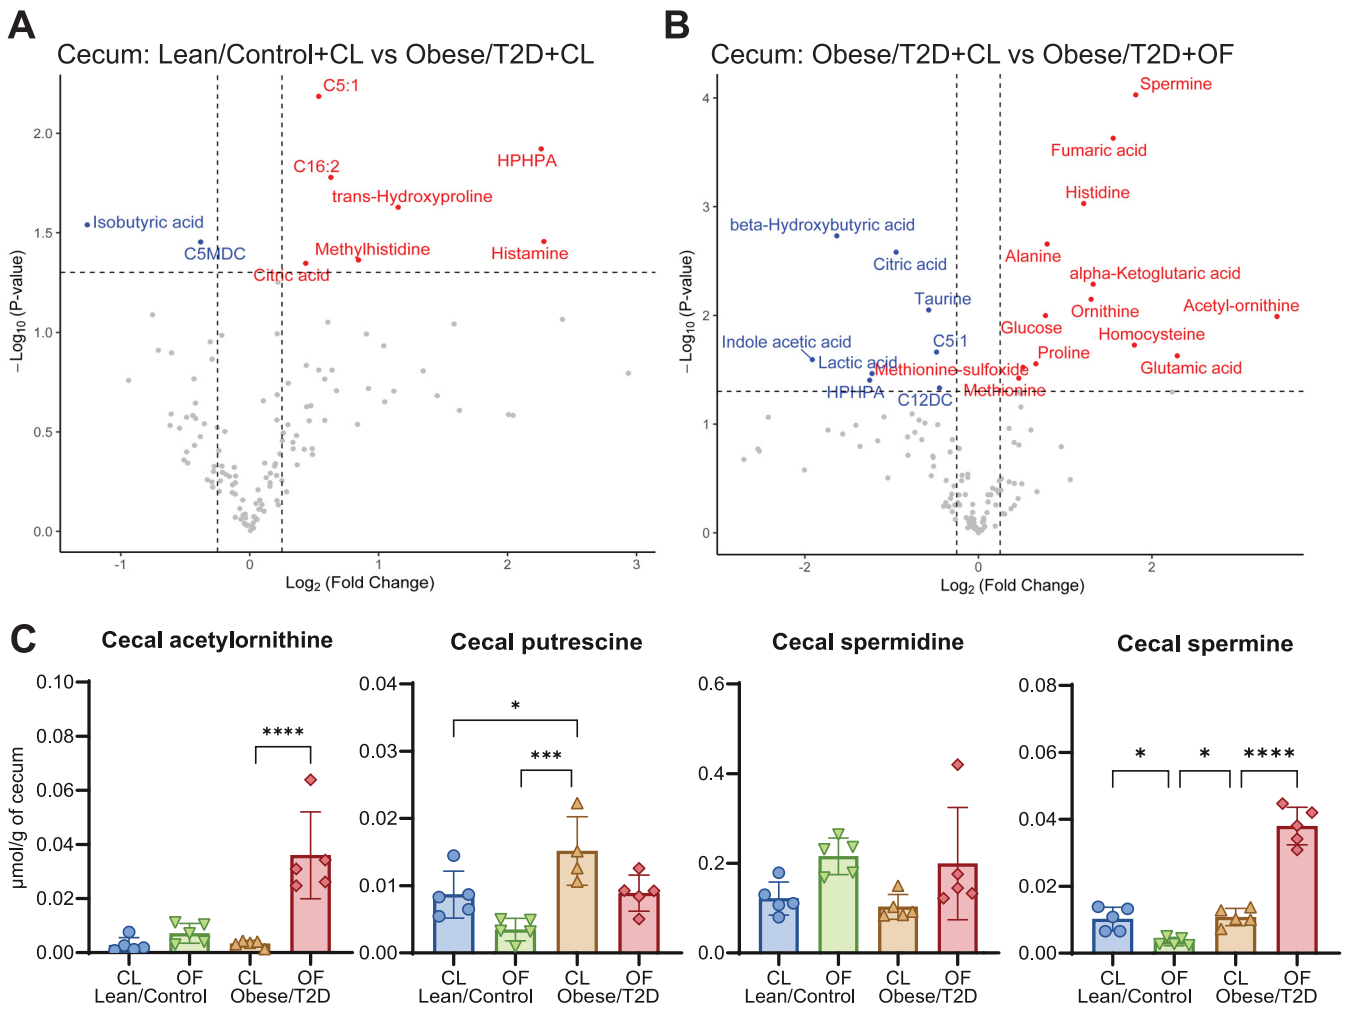 A
Cecum: Lean/Control+CL vs Obese/T2D+CL
C5:1
2.0
HPHPA
C16:2
trans-Hydroxyproline
Isobutyric acid
1.5
C5MDC
Methylhistidine
Histamine
Citric acid
1.0
0.5
0.0
−Log10 (P-value)
-1
0
1
2
3
Log2 (Fold Change)
B
Cecum: Obese/T2D+CL vs Obese/T2D+OF
4
Spermine
Fumaric acid
3
Histidine
beta-Hydroxybutyric acid
Citric acid
Alanine
alpha-Ketoglutaric acid
Taurine
Ornithine
Acetyl-ornithine
2
Glucose
Homocysteine
Indole acetic acid
C5:1
Proline
Lactic acid
Methionine-sulfoxide
Glutamic acid
HPHPA
C12DC
Methionine
1
0
−Log10 (P-value)
-2
0
2
Log2 (Fold Change)
C
Cecal acetylornithine
0.10
0.08
0.06
0.04
0.02
0.00
µmol/g of cecum
****
CL
OF
CL
OF
Lean/Control
Obese/T2D
Cecal putrescine
0.04
0.03
0.02
0.01
0.00
*
***
CL
OF
CL
OF
Lean/Control
Obese/T2D
Cecal spermidine
0.6
0.4
0.2
0.0
CL
OF
CL
OF
Lean/Control
Obese/T2D
Cecal spermine
0.08
0.06
0.04
0.02
0.00
*
*
****
CL
OF
CL
OF
Lean/Control
Obese/T2D